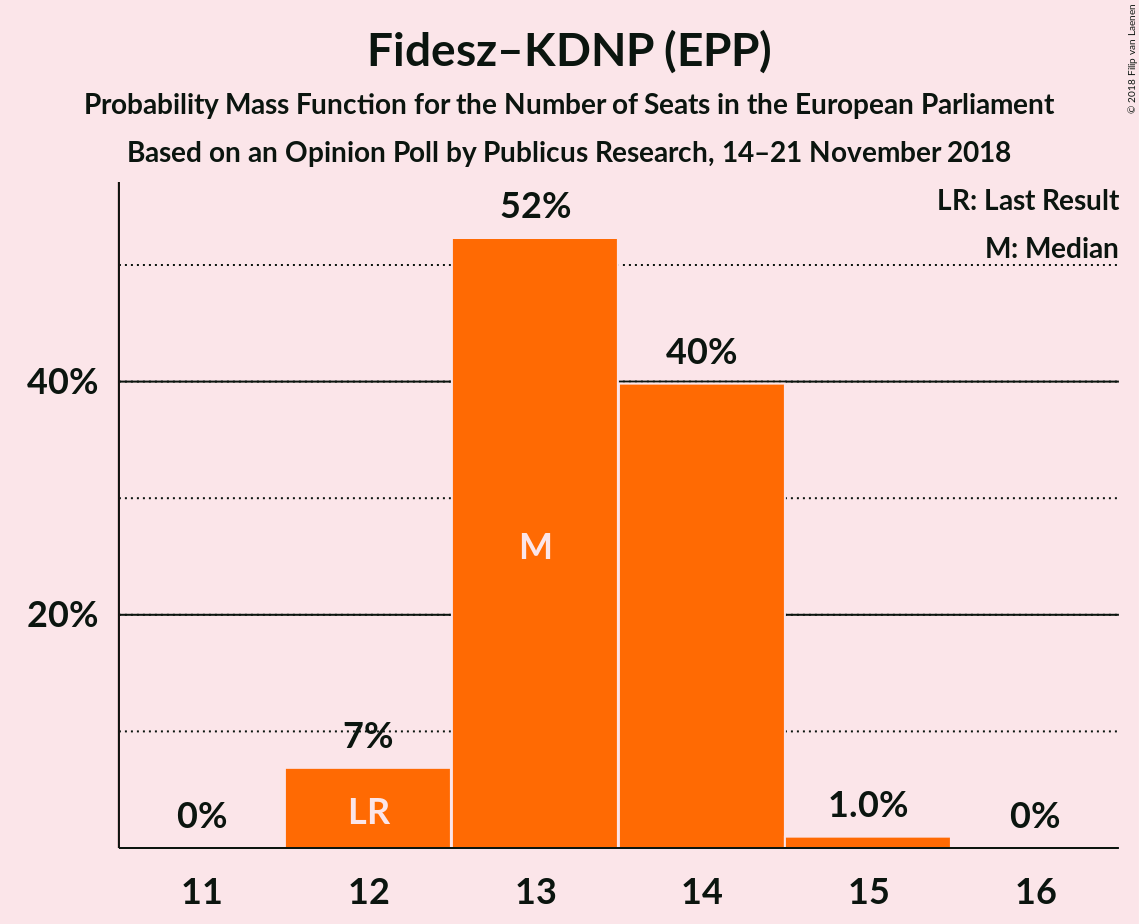 Fidesz–KDNP (EPP)
Probability Mass Function for the Number of Seats in the European Parliament
Based on an Opinion Poll by Publicus Research, 14–21 November 2018
© 2018 Filip van Laenen
LR: Last Result
M: Median
52%
40%
40%
M
20%
7%
LR
0%
1.0%
0%
11
12
13
14
15
16